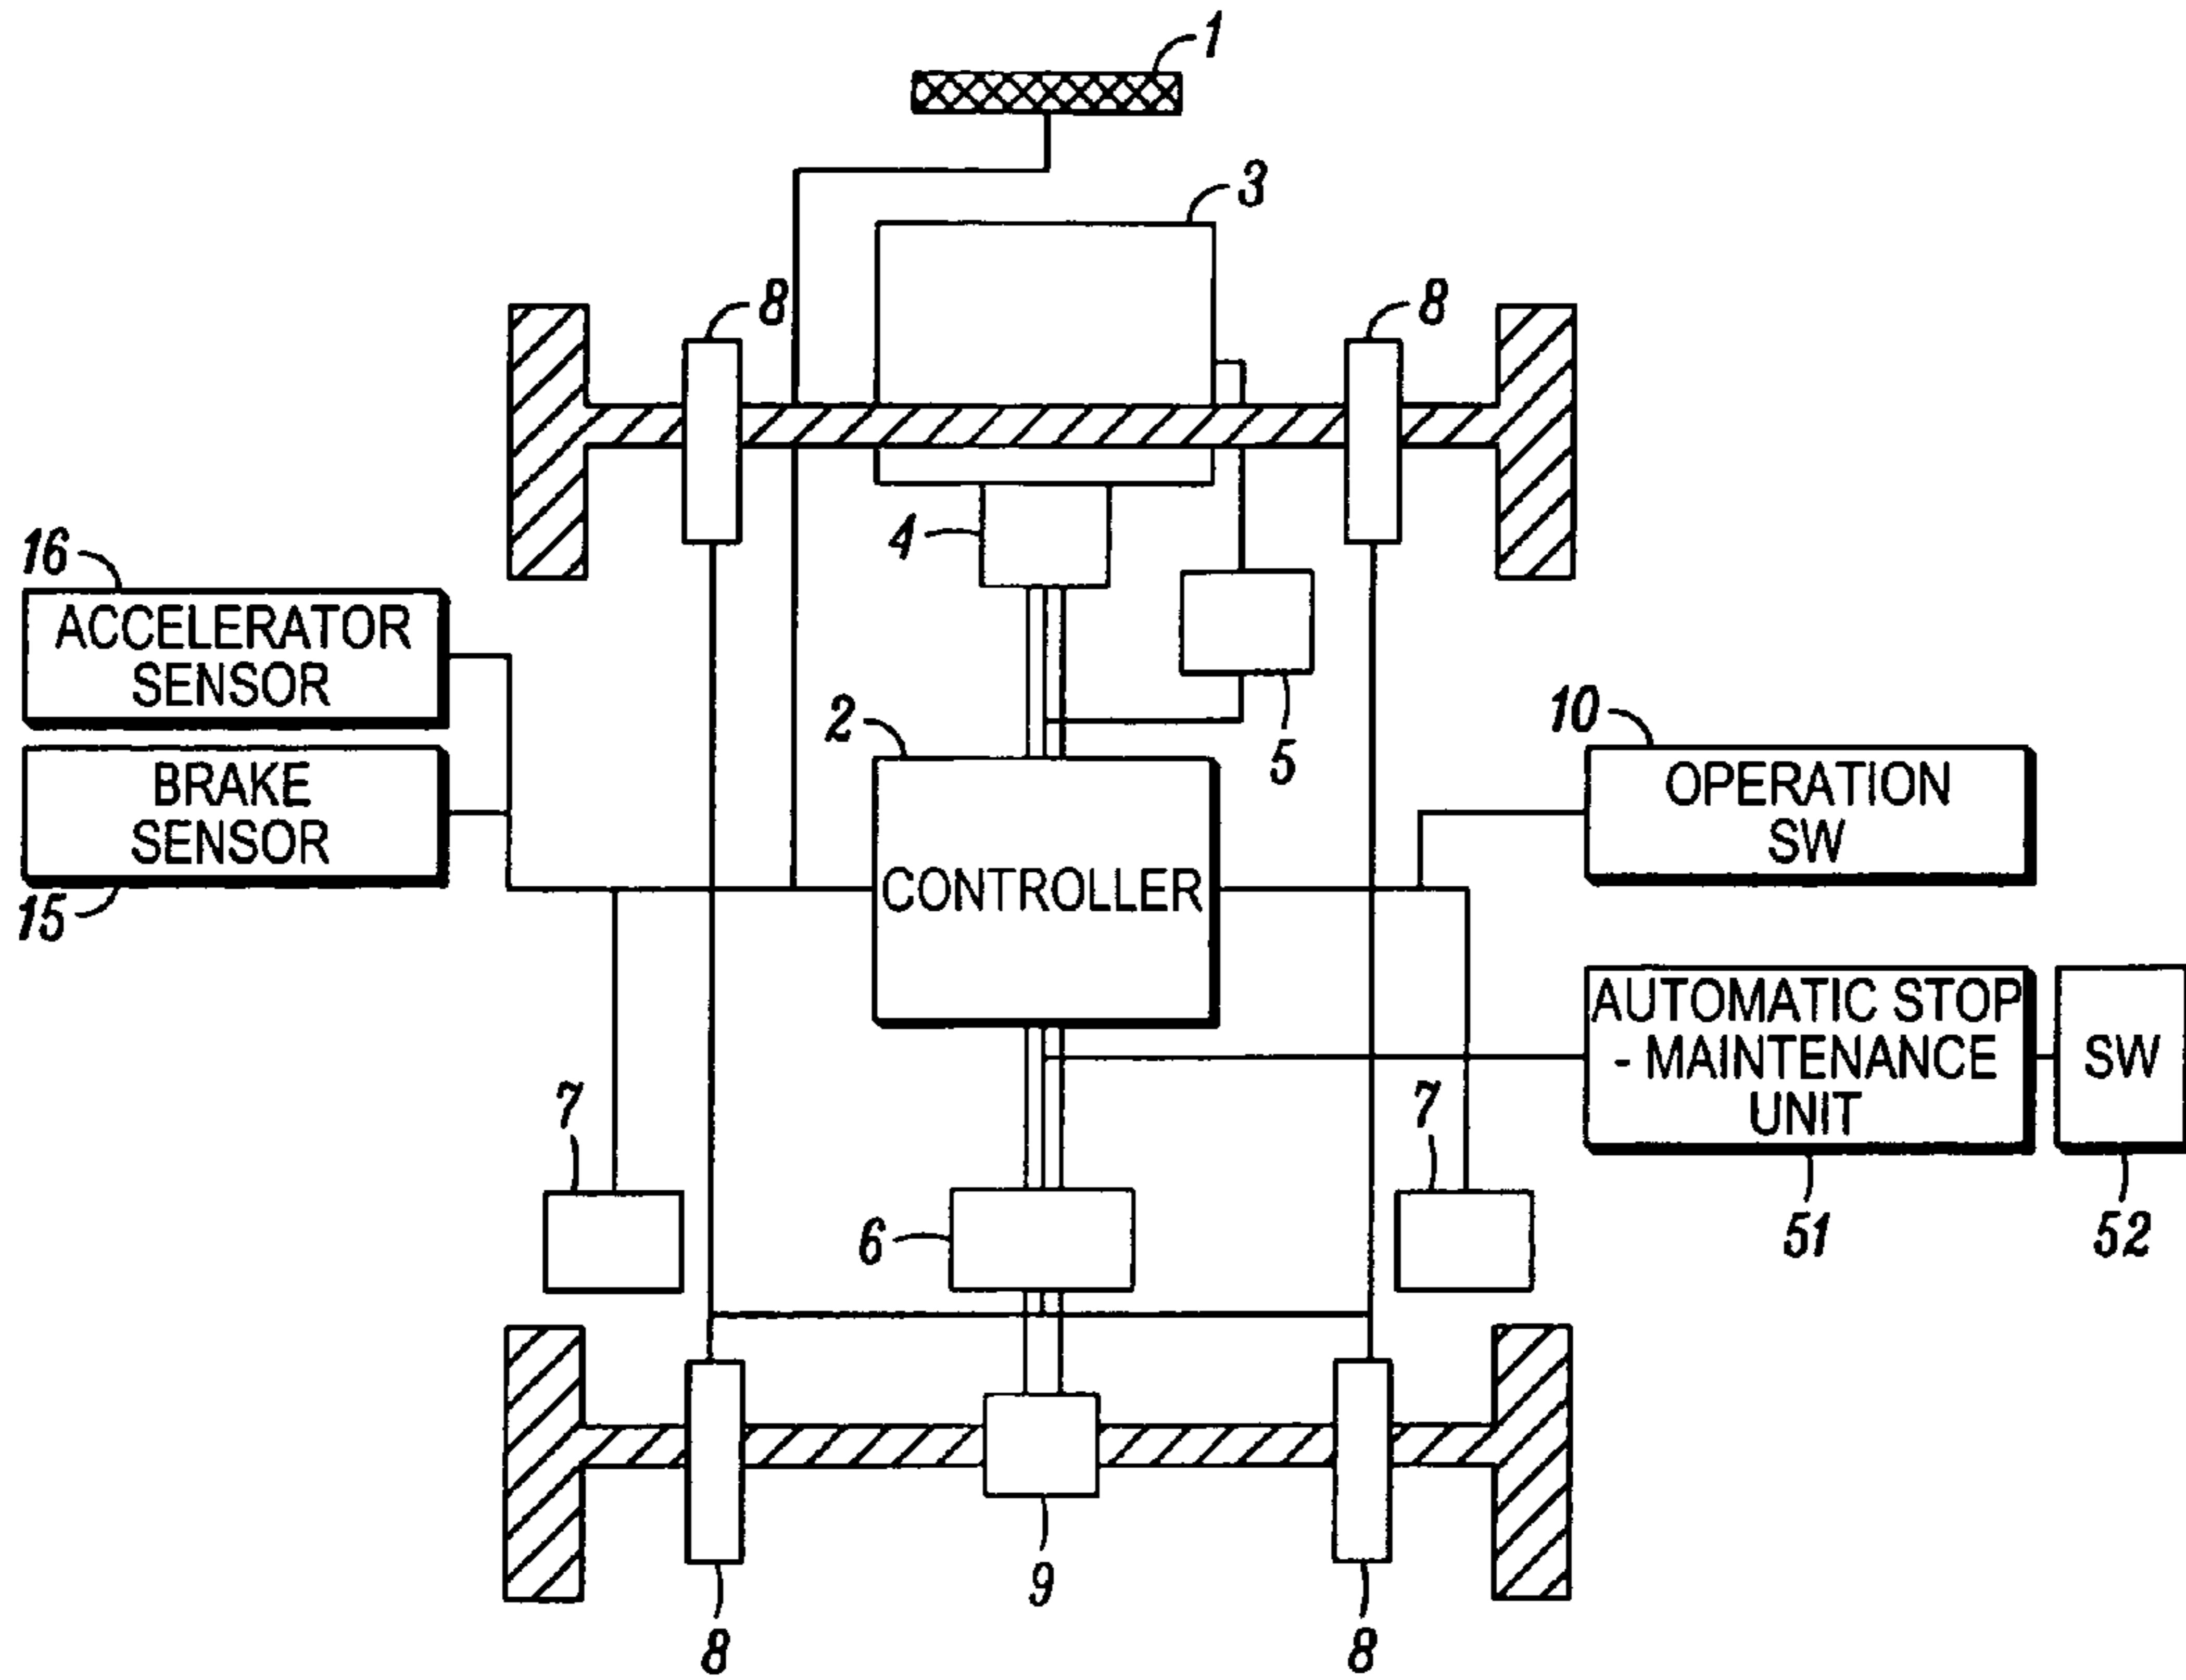 1
3
8
8
4
16
ACCELERATOR
SENSOR
2
5
10
BRAKE
SENSOR
OPERATION
SW
15
CONTROLLER
AUTOMATIC STOP
- MAINTENANCE
UNIT
SW
7
7
6
51
52
9
8
8